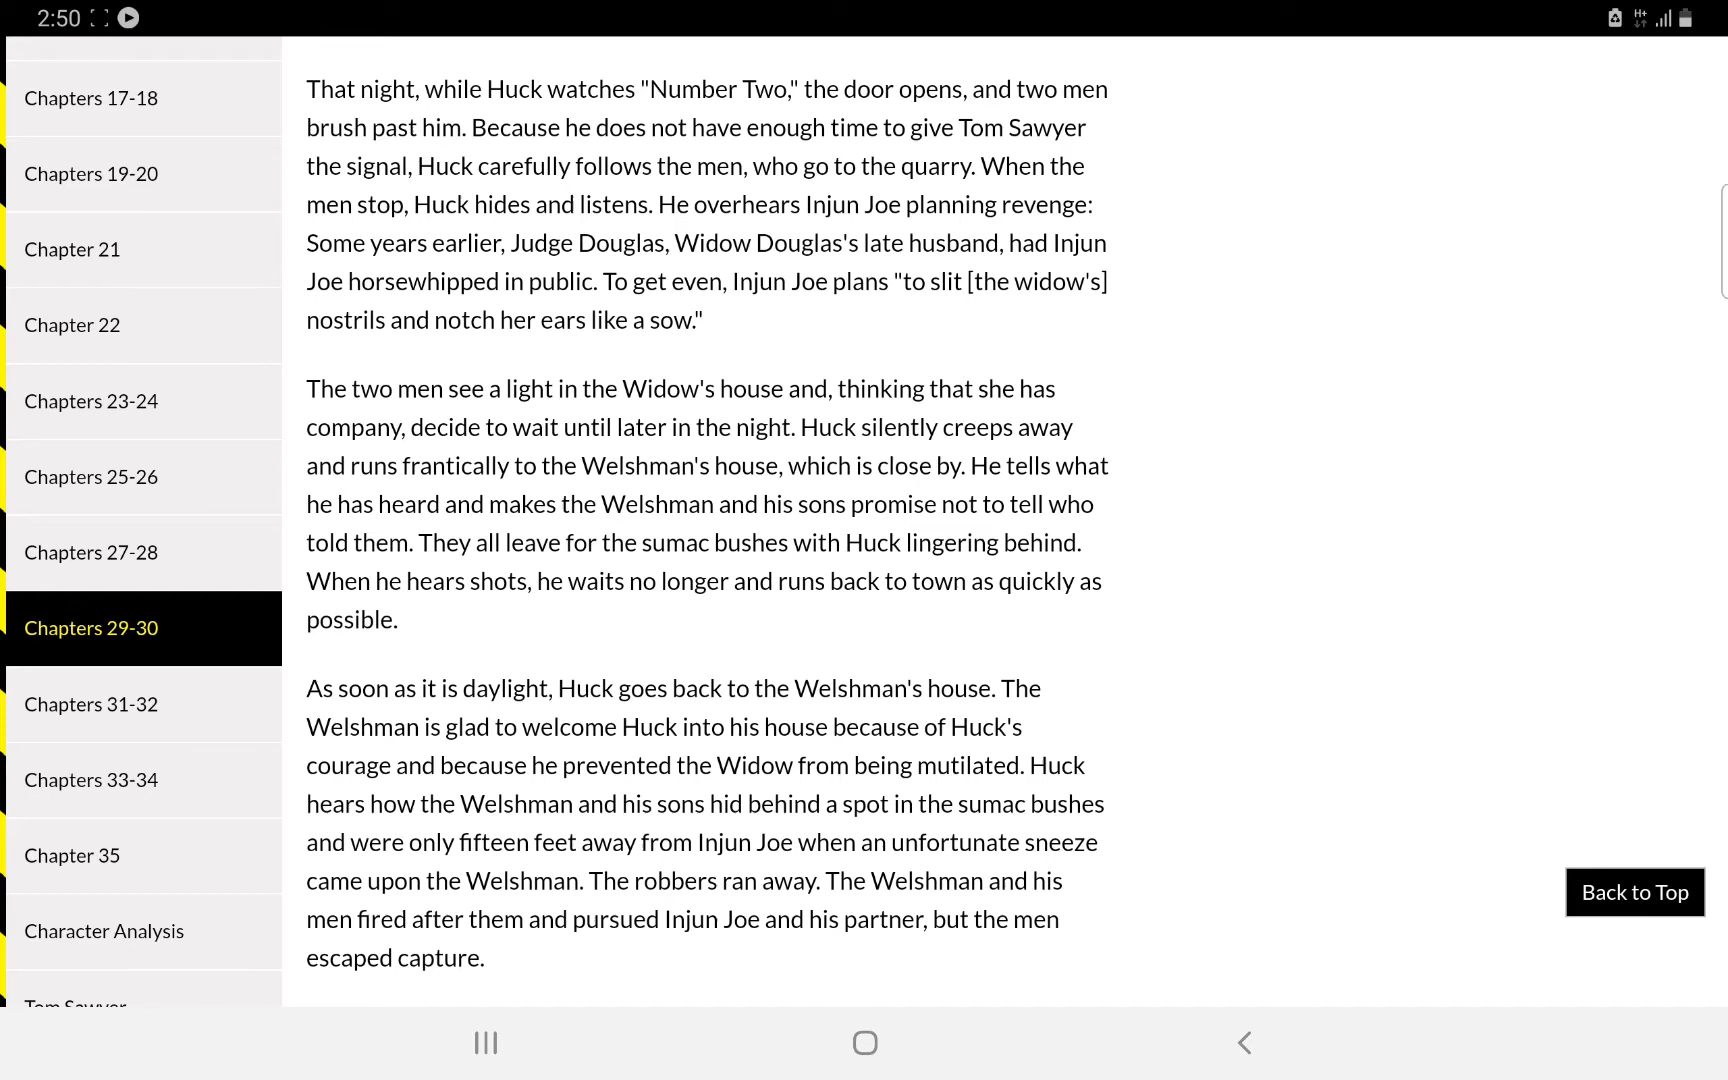 2:50
H+
Chapters 17-18
Chapters 19-20
Chapter 21
Chapter 22
Chapters 23-24
Chapters 25-26
Chapters 27-28
Chapters 29-30
Chapters 31-32
Chapters 33-34
Chapter 35
Character Analysis
Tom Sawyer
That night, while Huck watches "Number Two," the door opens, and two men
brush past him. Because he does not have enough time to give Tom Sawyer
the signal, Huck carefully follows the men, who go to the quarry. When the
men stop, Huck hides and listens. He overhears Injun Joe planning revenge:
Some years earlier, Judge Douglas, Widow Douglas's late husband, had Injun
Joe horsewhipped in public. To get even, Injun Joe plans "to slit [the widow's]
nostrils and notch her ears like a sow."
The two men see a light in the Widow's house and, thinking that she has
company, decide to wait until later in the night. Huck silently creeps away
and runs frantically to the Welshman's house, which is close by. He tells what
he has heard and makes the Welshman and his sons promise not to tell who
told them. They all leave for the sumac bushes with Huck lingering behind.
When he hears shots, he waits no longer and runs back to town as quickly as
possible.
As soon as it is daylight, Huck goes back to the Welshman's house. The
Welshman is glad to welcome Huck into his house because of Huck's
courage and because he prevented the Widow from being mutilated. Huck
hears how the Welshman and his sons hid behind a spot in the sumac bushes
and were only fifteen feet away from Injun Joe when an unfortunate sneeze
came upon the Welshman. The robbers ran away. The Welshman and his
men fired after them and pursued Injun Joe and his partner, but the men
escaped capture.
Back to Top